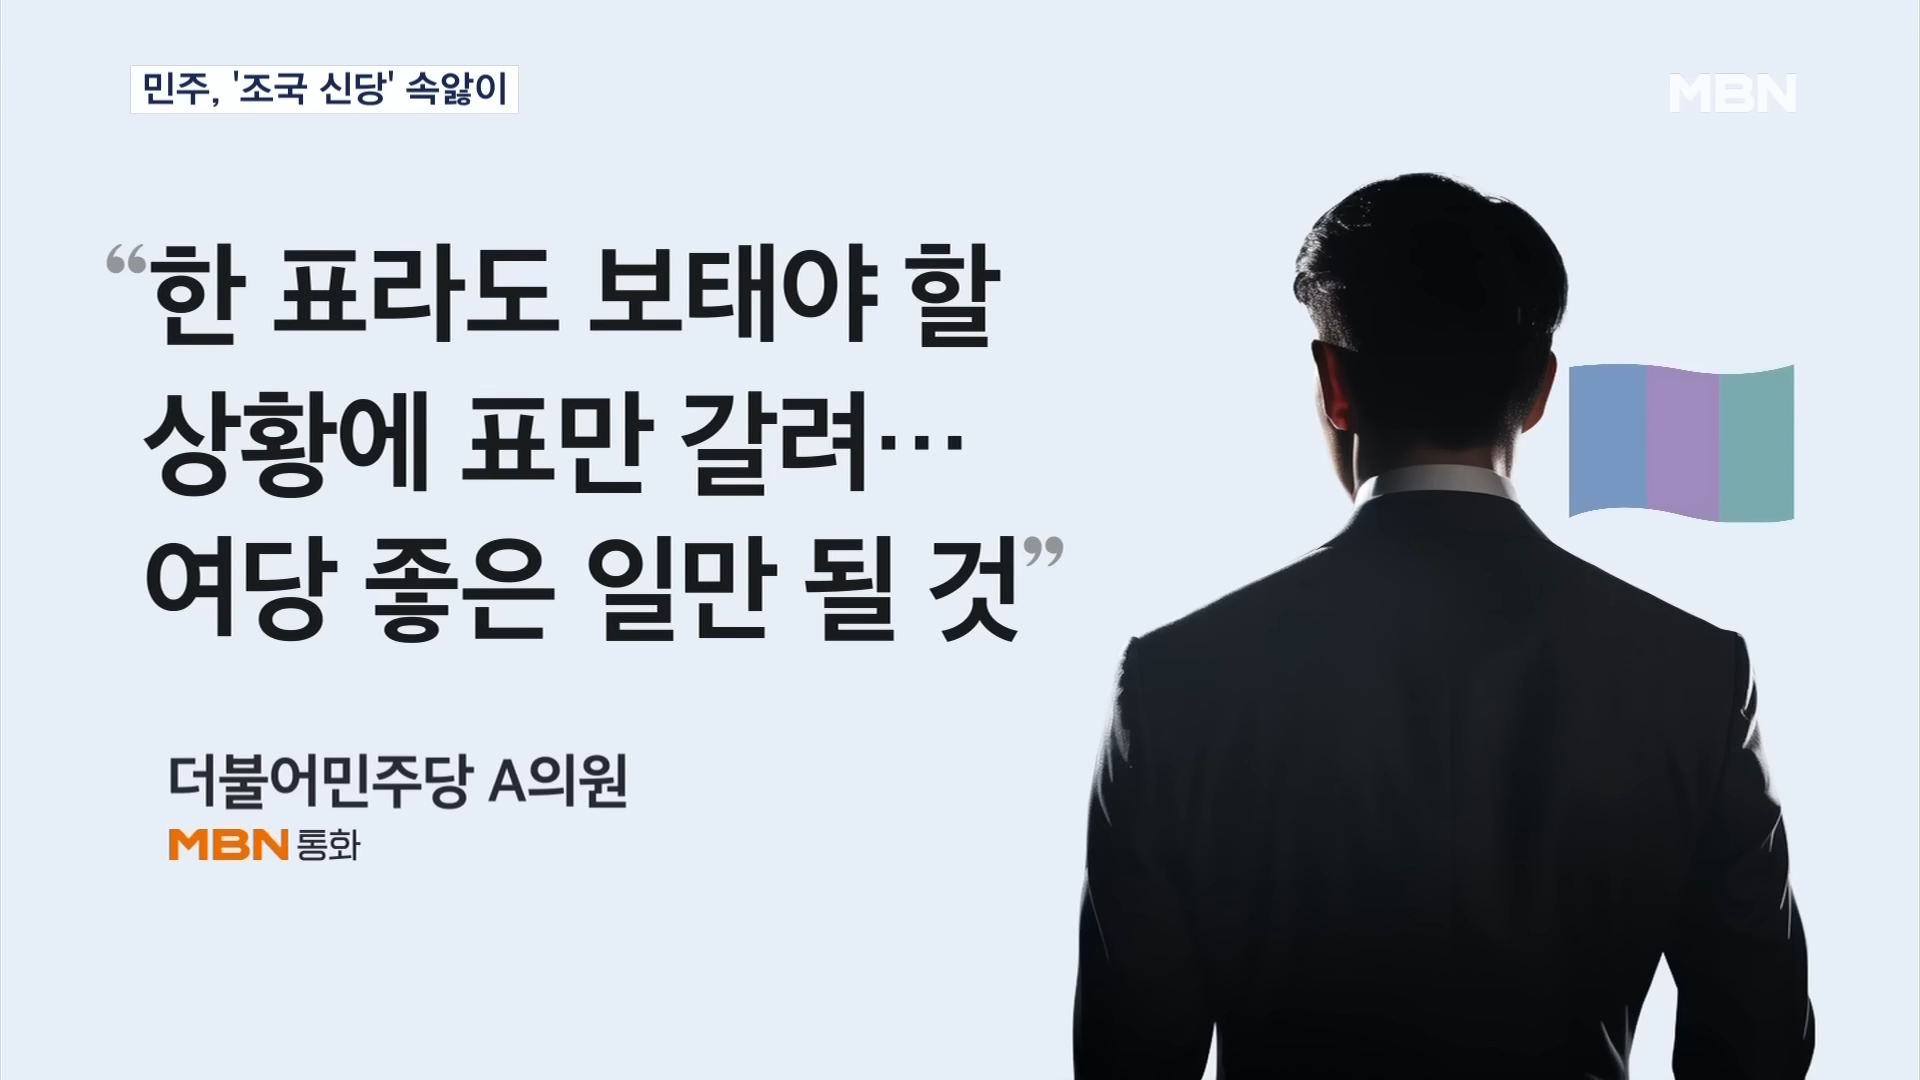 민주, '조국 신당' 속앓이
MBN
“한 표라도 보태야 할
상황에 표만 갈려…
여당 좋은 일만 될 것”
더불어민주당 A의원
MBN 통화